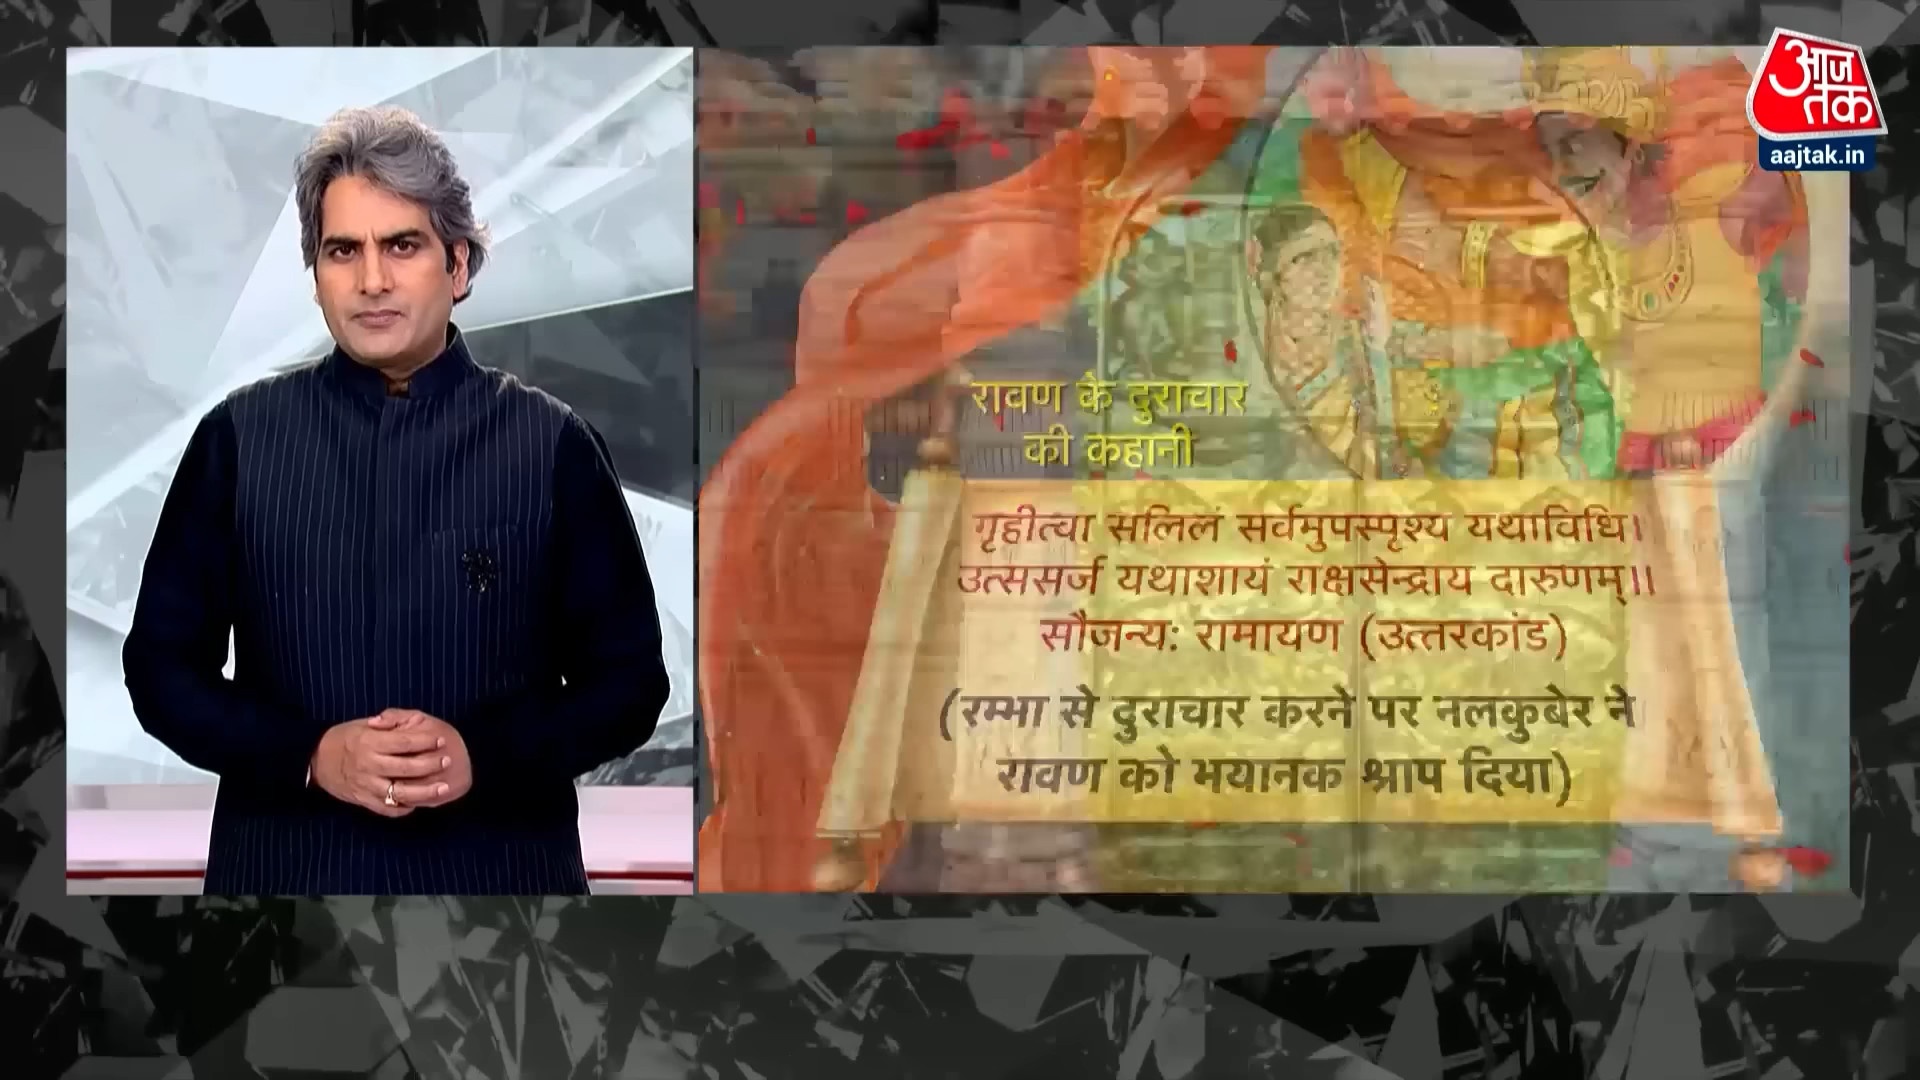 आज
तक
aajtak.in
रावण के दुराचार
की कहानी
गृहीत्वा सलिलं सर्वमुपस्पृश्य यथाविधि।
उत्ससर्ज यथाशायं राक्षसेन्द्राय दारुणम्।।
सौजन्य: रामायण (उत्तरकांड)
(रम्भा से दुराचार करने पर नलकुबेर ने
रावण को भयानक श्राप दिया)